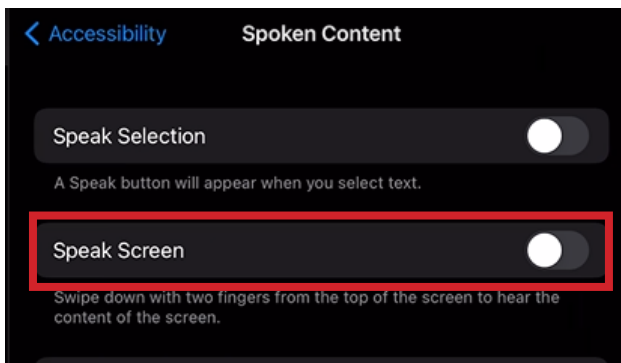 Accessibility
Spoken Content
Speak Selection
A Speak button will appear when you select text.
Speak Screen
Swipe down with two fingers from the top of the screen to hear the
content of the screen.